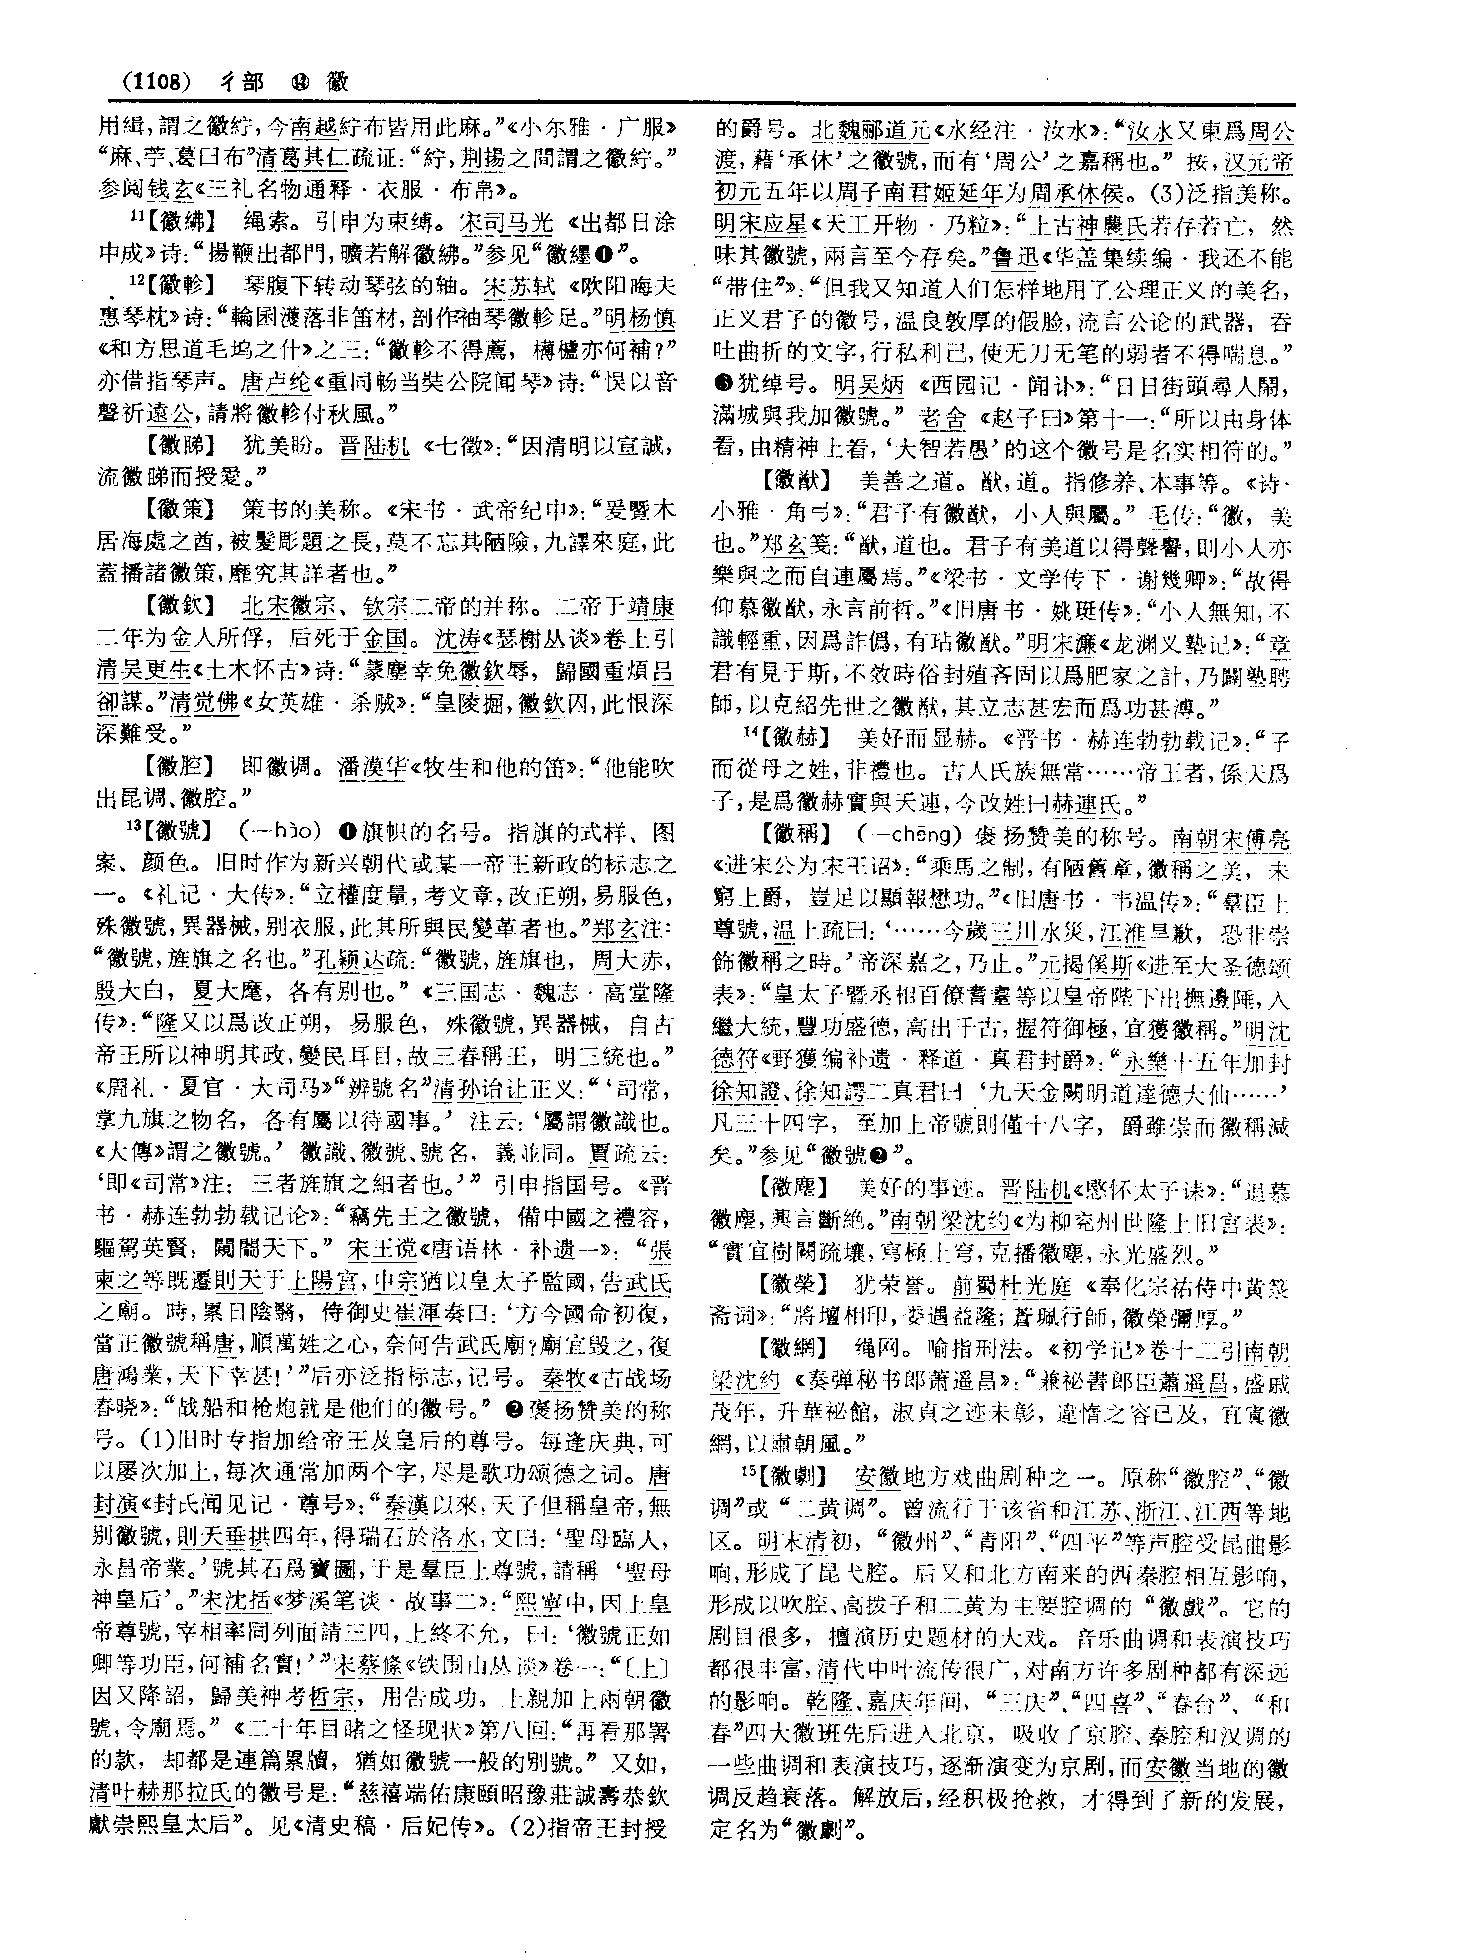 (1108) 彳部 ⑭ 徽
用緝，謂之徽紵，今南越紵布皆用此麻。”《小尔雅·广服》
“麻、苧、葛曰布”清葛其仁疏证：“紵，荆揚之間謂之徽紵。”
参阅钱玄《三礼名物通释·衣服·布帛》。
11【徽紼】 绳索。引申为束缚。宋司马光《出都日涂
中成》诗：“揚鞭出都門，曠若解徽紼。”参见“徽纆❶”。
12【徽軫】 琴腹下转动琴弦的轴。宋苏轼《欧阳晦夫
惠琴枕》诗：“輪囷濩落非笛材，剖作袖琴徽軫足。”明杨慎
《和方思道毛坞之什》之三：“徽軫不得薦，欂櫨亦何補？”
亦借指琴声。唐卢纶《重同畅当奘公院闻琴》诗：“悮以音
聲祈遠公，請將徽軫付秋風。”
【徽睇】 犹美盼。晋陆机《七徵》：“因清明以宣誠，
流徽睇而授愛。”
【徽策】 策书的美称。《宋书·武帝纪中》：“爰暨木
居海處之酋，被髮彫題之長，莫不忘其陋險，九譯來庭，此
蓋播諸徽策，靡究其詳者也。”
【徽欽】 北宋徽宗、钦宗二帝的并称。二帝于靖康
二年为金人所俘，后死于金国。沈涛《瑟榭丛谈》卷上引
清吴更生《土木怀古》诗：“蒙塵幸免徽欽辱，歸國重煩吕
卻謀。”清觉佛《女英雄·杀贼》：“皇陵掘，徽欽囚，此恨深
深難受。”
【徽腔】 即徽调。潘漠华《牧生和他的笛》：“他能吹
出昆调、徽腔。”
13【徽號】 （—hào）❶旗帜的名号。指旗的式样、图
案、颜色。旧时作为新兴朝代或某一帝王新政的标志之
一。《礼记·大传》：“立權度量，考文章，改正朔，易服色，
殊徽號，異器械，别衣服，此其所與民變革者也。”郑玄注：
“徽號，旌旗之名也。”孔颖达疏：“徽號，旌旗也，周大赤，
殷大白，夏大麾，各有别也。”《三国志·魏志·高堂隆
传》：“隆又以爲改正朔，易服色，殊徽號，異器械，自古
帝王所以神明其政，變民耳目，故三春稱王，明三统也。”
《周礼·夏官·大司马》“辨號名”清孙诒让正义：“‘司常，
掌九旗之物名，各有屬以待國事。’注云：‘屬謂徽識也。
《大傳》謂之徽號。’徽識、徽號、號名，義並同。賈疏云：
‘即《司常》注：三者旌旗之細者也。’”引申指国号。《晋
书·赫连勃勃载记论》：“竊先王之徽號，備中國之禮容，
驅駕英賢，闚闟天下。”宋王谠《唐语林·补遗一》：“張
柬之等既遷則天于上陽宫，中宗猶以皇太子監國，告武氏
之廟。時，累日陰翳，侍御史崔渾奏曰：‘方今國命初復，
當正徽號稱唐，順萬姓之心，奈何告武氏廟？廟宜毁之，復
唐鴻業，天下幸甚！’”后亦泛指标志，记号。秦牧《古战场
春晓》：“战船和枪炮就是他们的徽号。”❷褒扬赞美的称
号。(1)旧时专指加给帝王及皇后的尊号。每逢庆典，可
以屡次加上，每次通常加两个字，尽是歌功颂德之词。唐
封演《封氏闻见记·尊号》：“秦漢以來，天子但稱皇帝，無
别徽號，則天垂拱四年，得瑞石於洛水，文曰：‘聖母臨人，
永昌帝業。’號其石爲寶圖，于是羣臣上尊號，請稱‘聖母
神皇后’。”宋沈括《梦溪笔谈·故事二》：“熙寧中，因上皇
帝尊號，宰相率同列面請三四，上終不允，曰：‘徽號正如
卿等功臣，何補名實！’”宋蔡絛《铁围山丛谈》卷一：“〔上〕
因又降詔，歸美神考哲宗，用告成功。上親加上兩朝徽
號，令廟焉。”《二十年目睹之怪现状》第八回：“再看那署
的款，却都是連篇累牘，猶如徽號一般的别號。”又如，
清叶赫那拉氏的徽号是：“慈禧端佑康頤昭豫莊誠壽恭欽
獻崇熙皇太后”。见《清史稿·后妃传》。(2)指帝王封授
的爵号。北魏郦道元《水经注·汝水》：“汝水又東爲周公
渡，藉‘承休’之徽號，而有‘周公’之嘉稱也。”按，汉元帝
初元五年以周子南君姬延年为周承休侯。(3)泛指美称。
明宋应星《天工开物·乃粒》：“上古神農氏若存若亡，然
味其徽號，兩言至今存矣。”鲁迅《华盖集续编·我还不能
“带住”》：“但我又知道人们怎样地用了公理正义的美名，
正义君子的徽号，温良敦厚的假脸，流言公论的武器，吞
吐曲折的文字，行私利己，使无刀无笔的弱者不得喘息。”
❸犹绰号。明吴炳《西园记·闻讣》：“日日街頭尋人鬧，
滿城與我加徽號。”老舍《赵子曰》第十一：“所以由身体
看，由精神上看，‘大智若愚’的这个徽号是名实相符的。”
【徽猷】 美善之道。猷，道。指修养、本事等。《诗·
小雅·角弓》：“君子有徽猷，小人與屬。”毛传：“徽，美
也。”郑玄笺：“猷，道也。君子有美道以得聲譽，則小人亦
樂與之而自連屬焉。”《梁书·文学传下·谢幾卿》：“故得
仰慕徽猷，永言前哲。”《旧唐书·姚珽传》：“小人無知，不
識輕重，因爲詐僞，有玷徽猷。”明宋濂《龙渊义塾记》：“章
君有見于斯，不效時俗封殖吝固以爲肥家之計，乃闢塾聘
師，以克紹先世之徽猷，其立志甚宏而爲功甚溥。”
14【徽赫】 美好而显赫。《晋书·赫连勃勃载记》：“子
而從母之姓，非禮也。古人氏族無常……帝王者，係天爲
子，是爲徽赫實與天連，今改姓曰赫連氏。”
【徽稱】 （—chēng）褒扬赞美的称号。南朝宋傅亮
《进宋公为宋王诏》：“乘馬之制，有陋舊章，徽稱之美，未
窮上爵，豈足以顯報懋功。”《旧唐书·韦温传》：“羣臣上
尊號，温上疏曰：‘……今歲三川水災，江淮旱歉，恐非崇
飾徽稱之時。’帝深嘉之，乃止。”元揭傒斯《进至大圣德颂
表》：“皇太子暨丞相百僚耆耋等以皇帝陛下出撫邊陲，入
繼大統，豐功盛德，高出千古，握符御極，宜獲徽稱。”明沈
德符《野獲编补遗·释道·真君封爵》：“永樂十五年加封
徐知證、徐知諤二真君曰‘九天金闕明道達德大仙……’
凡三十四字，至加上帝號則僅十八字，爵雖崇而徽稱减
矣。”参见“徽號❷”。
【徽塵】 美好的事迹。晋陆机《愍怀太子诔》：“追慕
徽塵，興言斷絶。”南朝梁沈约《为柳兖州世隆上旧宫表》：
“實宜樹闕疏壤，寫極上穹，克播徽塵，永光盛烈。”
【徽榮】 犹荣誉。前蜀杜光庭《奉化宗祐侍中黄箓
斋词》：“將壇相印，委遇益隆；蒼珮行師，徽榮彌厚。”
【徽網】 绳网。喻指刑法。《初学记》卷十二引南朝
梁沈约《奏弹秘书郎萧遥昌》：“兼祕書郎臣蕭遥昌，盛戚
茂年，升華祕館，淑貞之迹未彰，違惰之容已及，宜寘徽
網，以肅朝風。”
15【徽劇】 安徽地方戏曲剧种之一。原称“徽腔”、“徽
调”或“二黄调”。曾流行于该省和江苏、浙江、江西等地
区。明末清初，“徽州”、“青阳”、“四平”等声腔受昆曲影
响，形成了昆弋腔。后又和北方南来的西秦腔相互影响，
形成以吹腔、高拨子和二黄为主要腔调的“徽戲”。它的
剧目很多，擅演历史题材的大戏。音乐曲调和表演技巧
都很丰富，清代中叶流传很广，对南方许多剧种都有深远
的影响。乾隆、嘉庆年间，“三庆”、“四喜”、“春台”、“和
春”四大徽班先后进入北京，吸收了京腔、秦腔和汉调的
一些曲调和表演技巧，逐渐演变为京剧，而安徽当地的徽
调反趋衰落。解放后，经积极抢救，才得到了新的发展，
定名为“徽劇”。